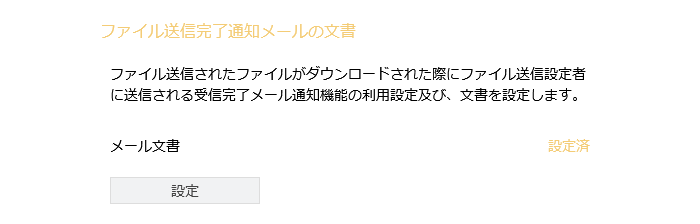 ファイル送信完了通知メールの文書
ファイル送信されたファイルがダウンロードされた際にファイル送信設定者
に送信される受信完了メール通知機能の利用設定及び、文書を設定します。
メール文書 設定済
設定